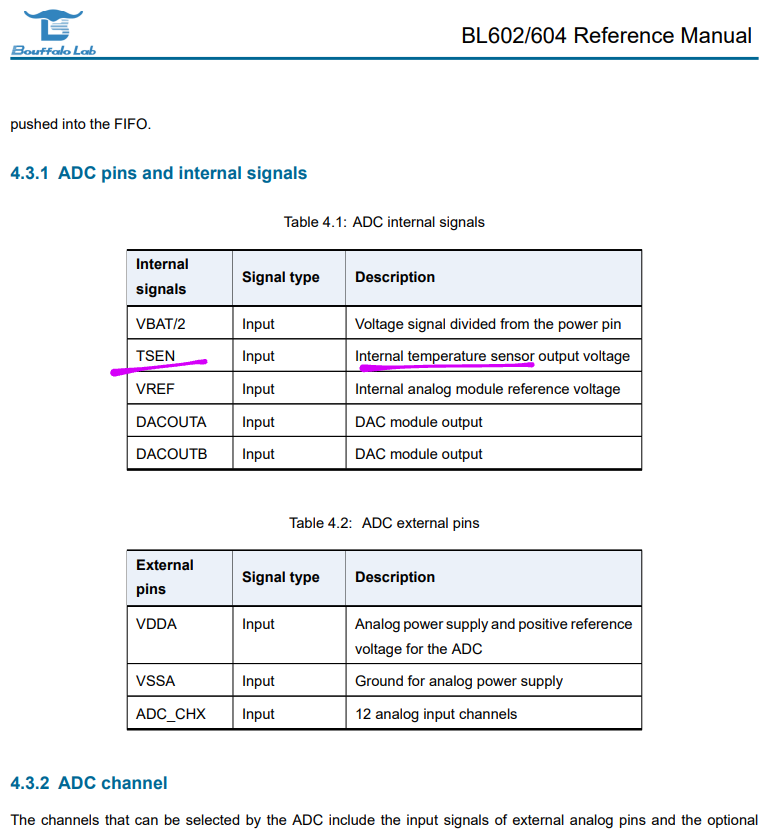 Bouffalo Lab
BL602/604 Reference Manual
pushed into the FIFO.
4.3.1 ADC pins and internal signals
Table 4.1: ADC internal signals
Internal
signals
Signal type
Description
VBAT/2 Input Voltage signal divided from the power pin
TSEN Input Internal temperature sensor output voltage
VREF Input Internal analog module reference voltage
DACOUTA Input DAC module output
DACOUTB Input DAC module output
Table 4.2: ADC external pins
External
pins
Signal type
Description
VDDA Input Analog power supply and positive reference
voltage for the ADC
VSSA Input Ground for analog power supply
ADC_CHX Input 12 analog input channels
4.3.2 ADC channel
The channels that can be selected by the ADC include the input signals of external analog pins and the optional